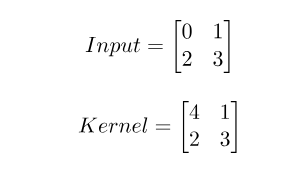 Input = [0 1
2 3]
Kernel = [4 1
2 3]